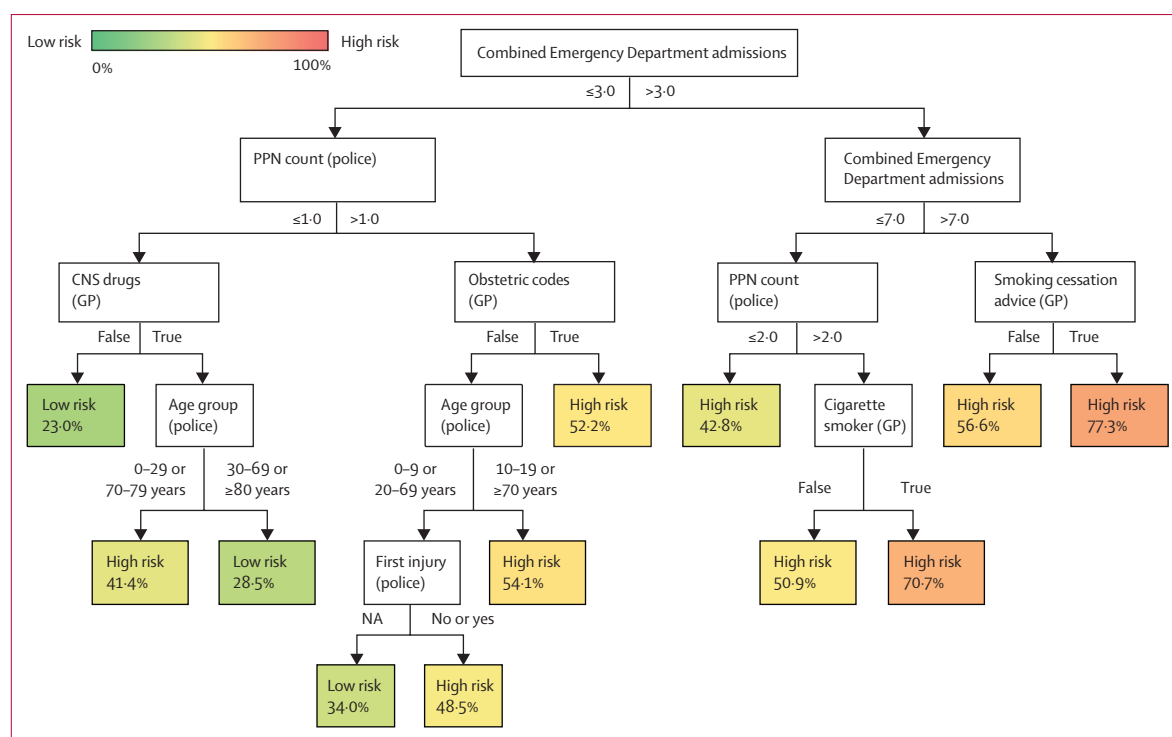 Low risk
High risk
0%
100%
Combined Emergency Department admissions
≤3·0
>3·0
PPN count (police)
Combined Emergency
Department admissions
≤1·0
>1·0
≤7·0
>7·0
CNS drugs
(GP)
Obstetric codes
(GP)
PPN count
(police)
Smoking cessation
advice (GP)
False
True
False
True
≤2·0
>2·0
False
True
Low risk
23·0%
Age group
(police)
Age group
(police)
High risk
52·2%
High risk
42·8%
Cigarette
smoker (GP)
High risk
56·6%
High risk
77·3%
0–29 or
70–79 years
30–69 or
≥80 years
0–9 or
20–69 years
10–19 or
≥70 years
False
True
High risk
41·4%
Low risk
28·5%
First injury
(police)
High risk
54·1%
High risk
50·9%
High risk
70·7%
NA
No or yes
Low risk
34·0%
High risk
48·5%